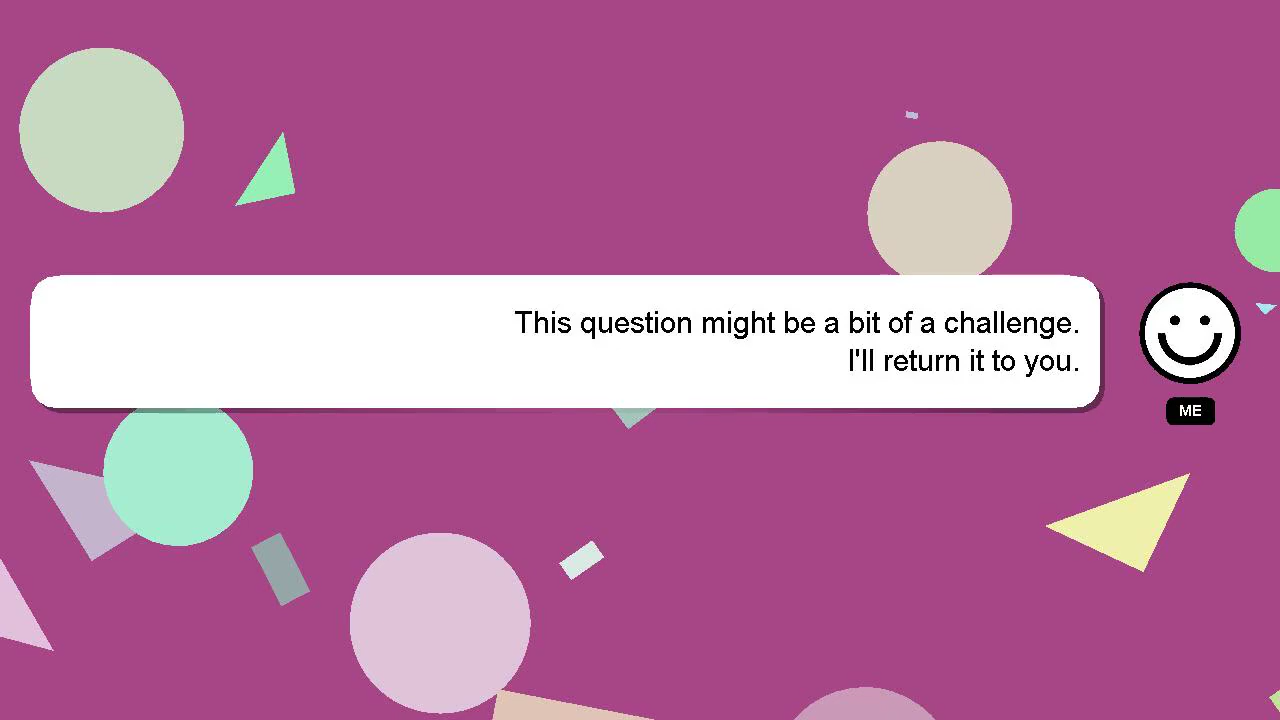 This question might be a bit of a challenge.
I'll return it to you.
ME